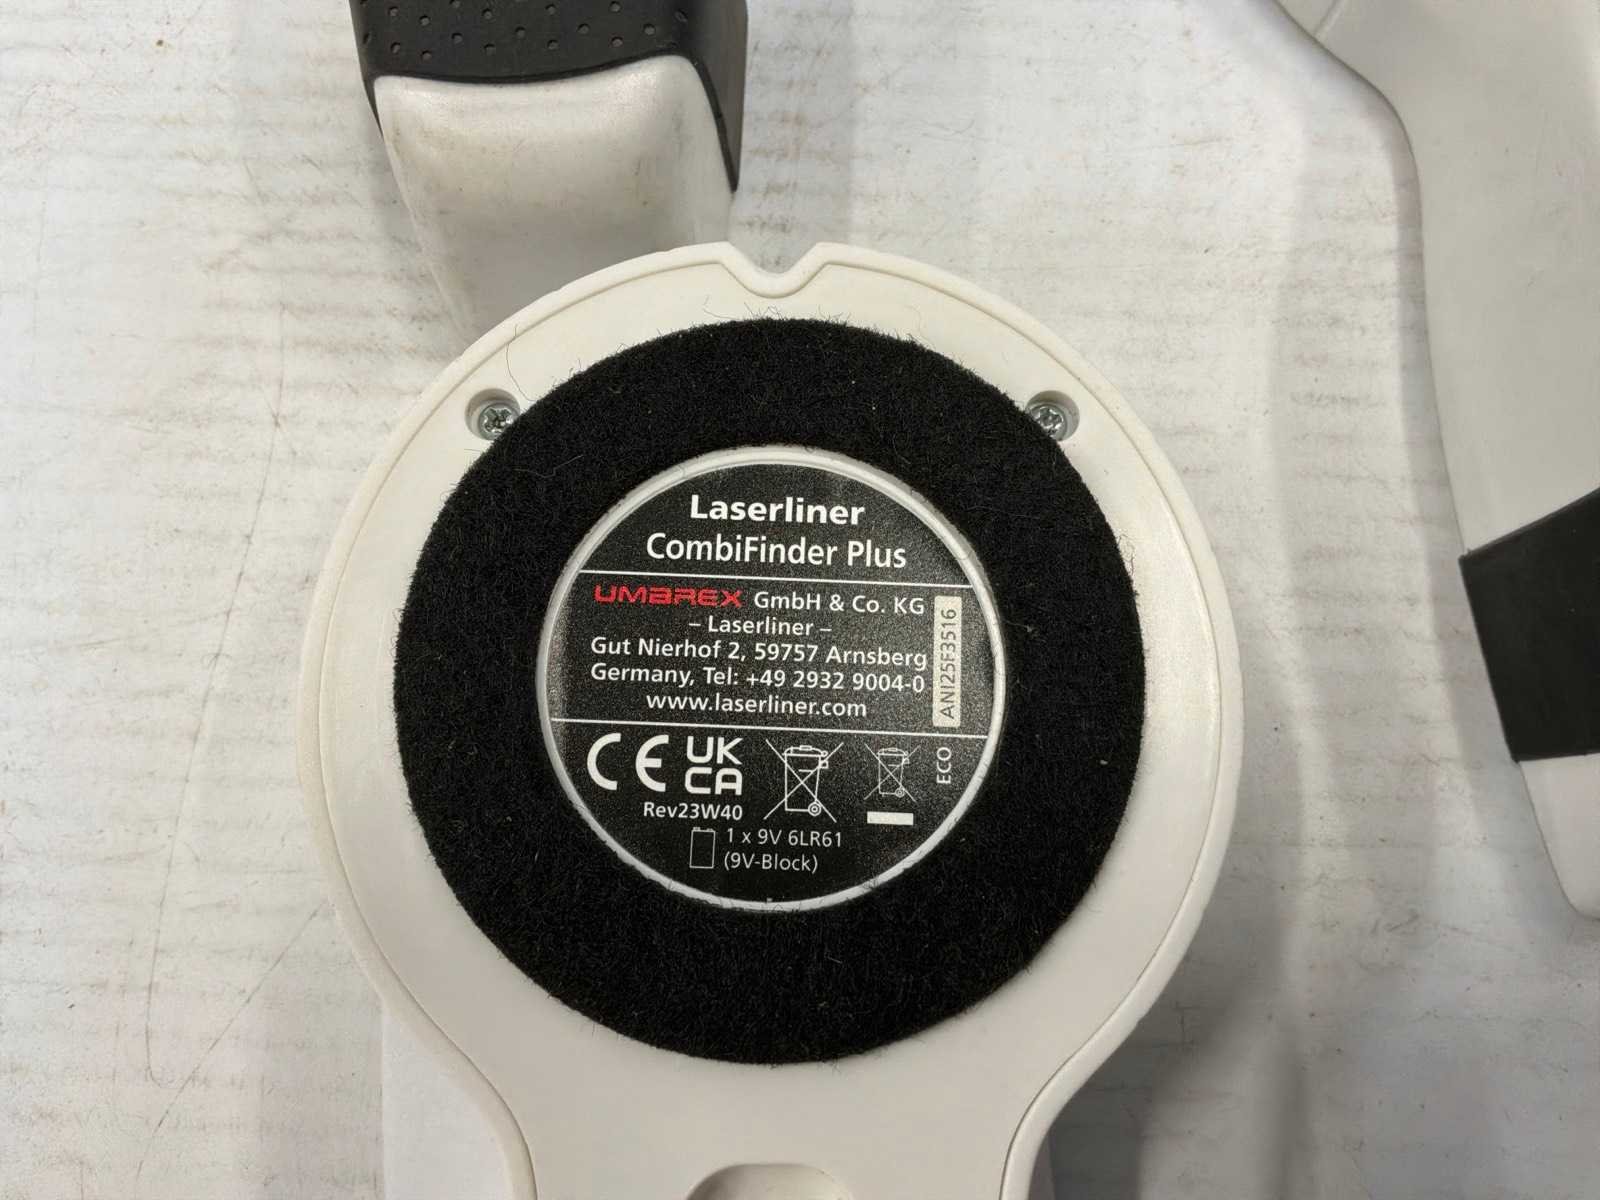 Laserliner
CombiFinder Plus
UMAREX GmbH & Co. KG
– Laserliner –
Gut Nierhof 2, 59757 Arnsberg
Germany, Tel: +49 2932 9004-0
www.laserliner.com
ANI25F3516
CE UK CA
ECO
Rev23W40
1 x 9V 6LR61
(9V-Block)